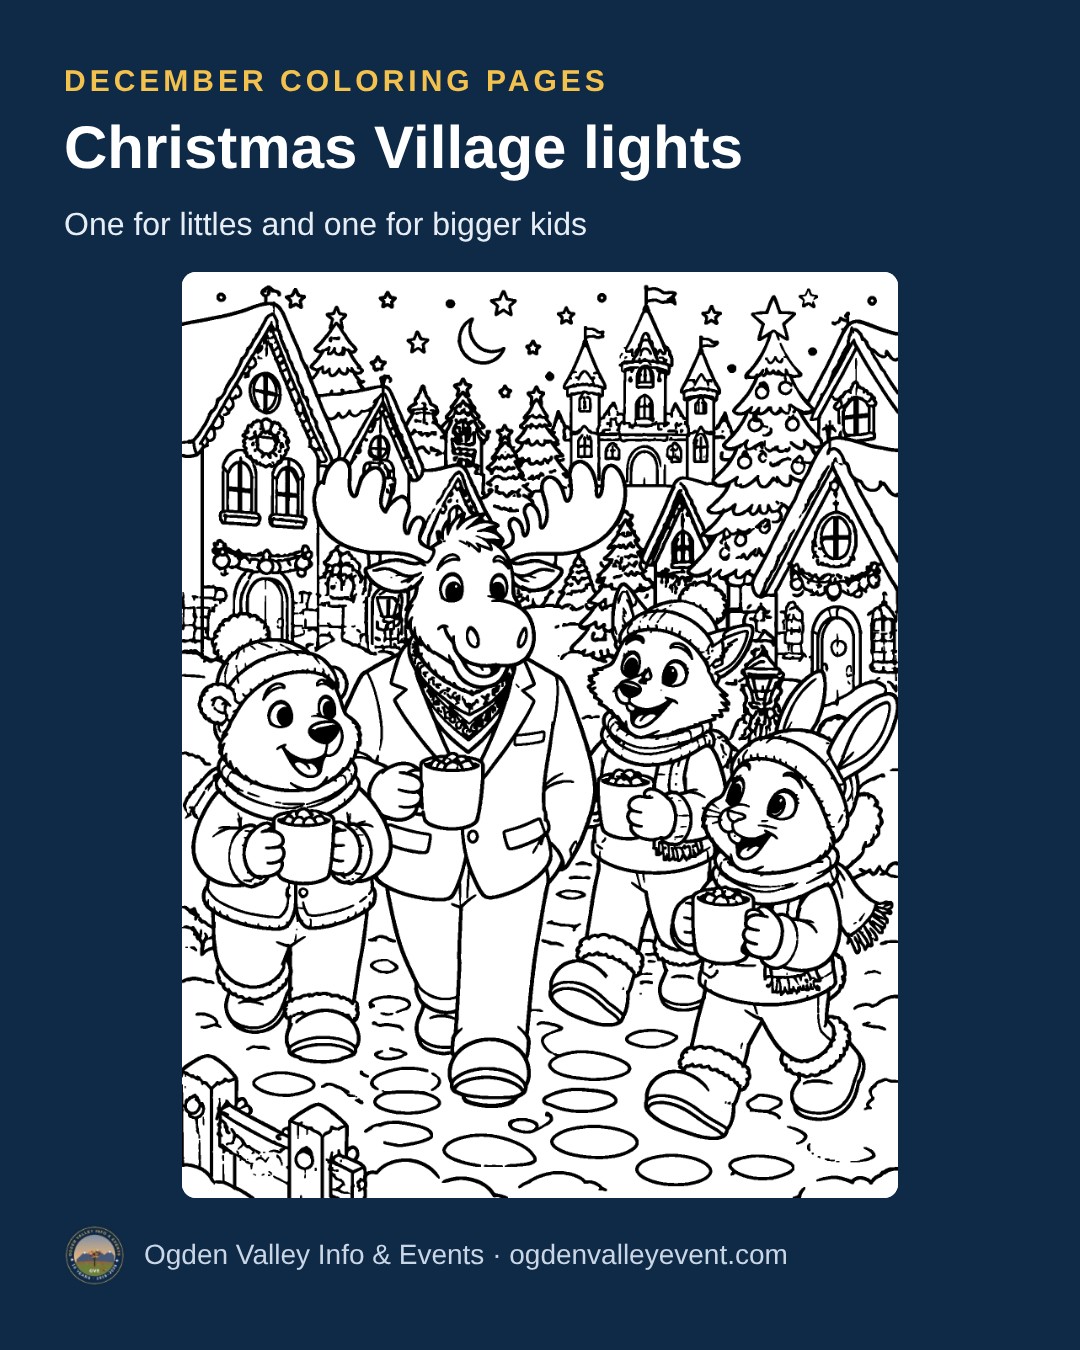 DECEMBER COLORING PAGES
Christmas Village lights
One for littles and one for bigger kids
Ogden Valley Info & Events · ogdenvalleyevent.com